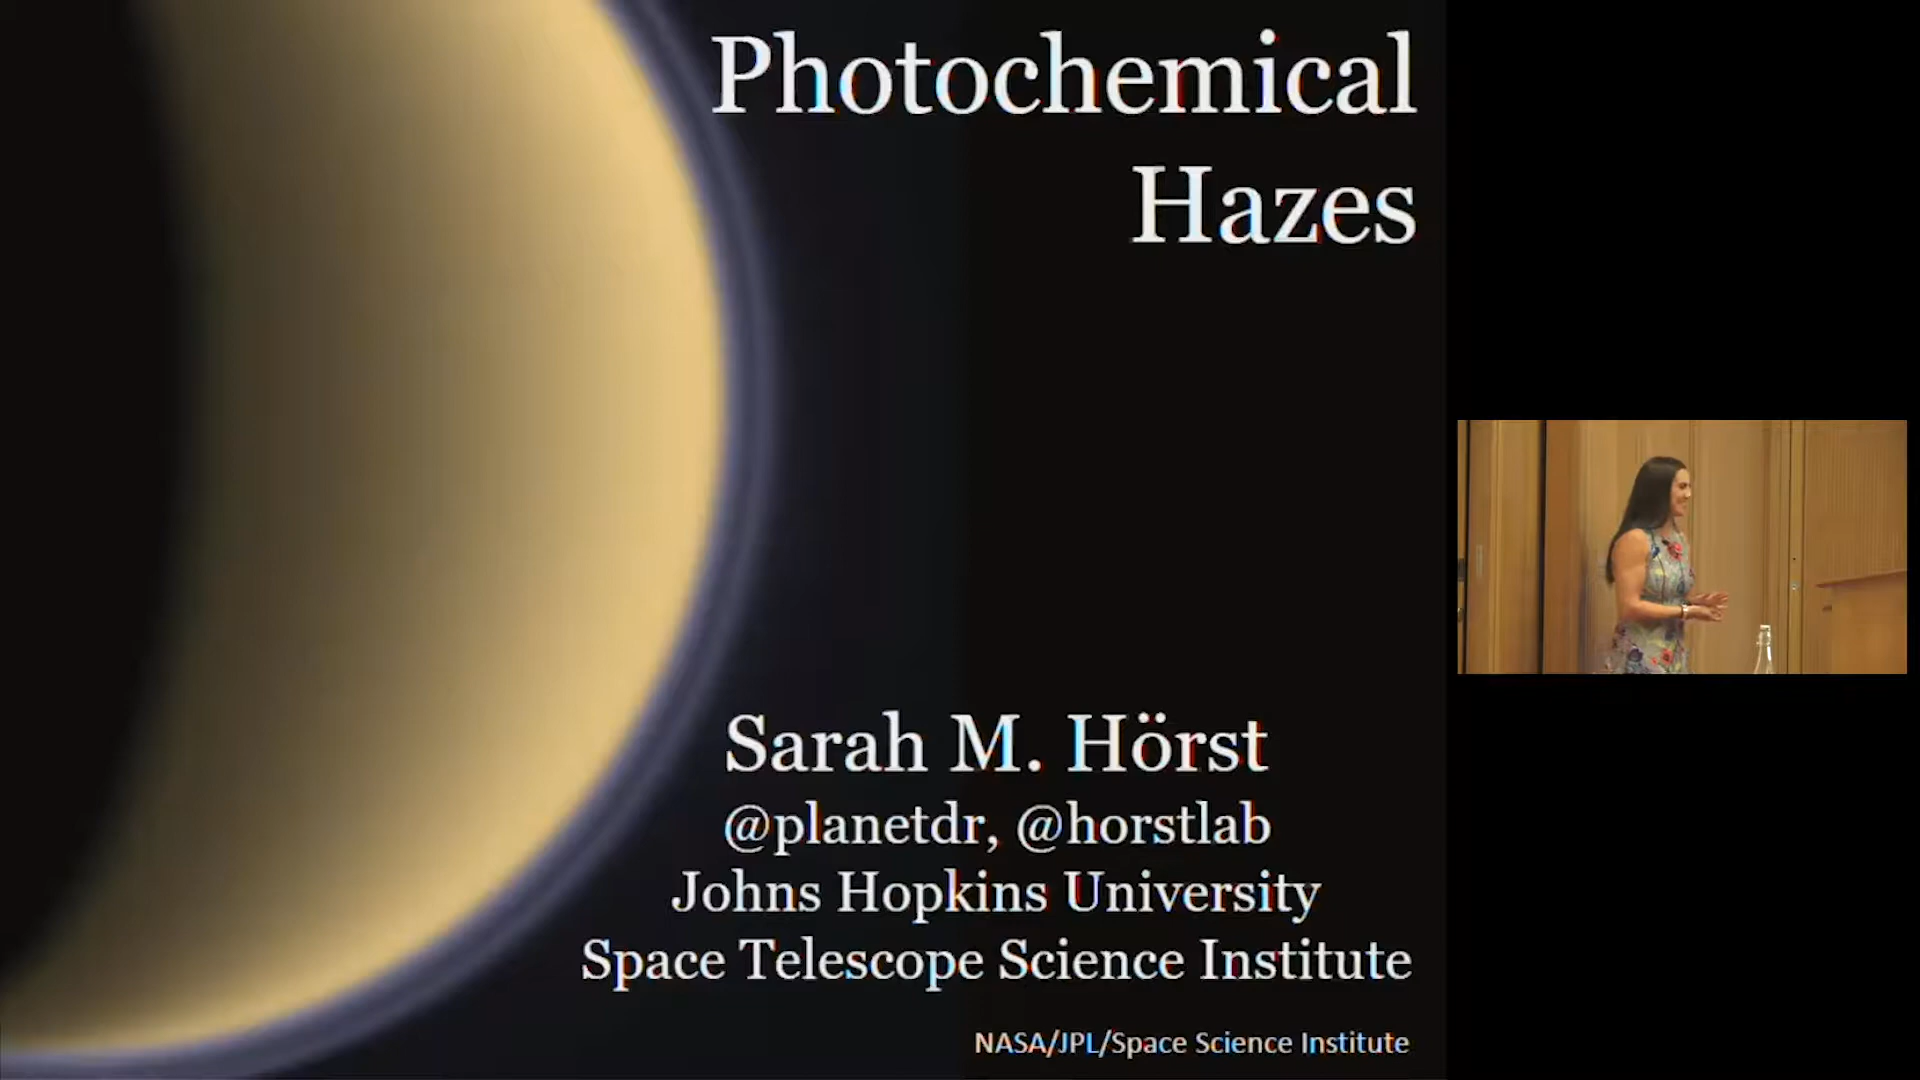 Photochemical
Hazes
Sarah M. Hörst
@planetdr, @horstlab
Johns Hopkins University
Space Telescope Science Institute
NASA/JPL/Space Science Institute